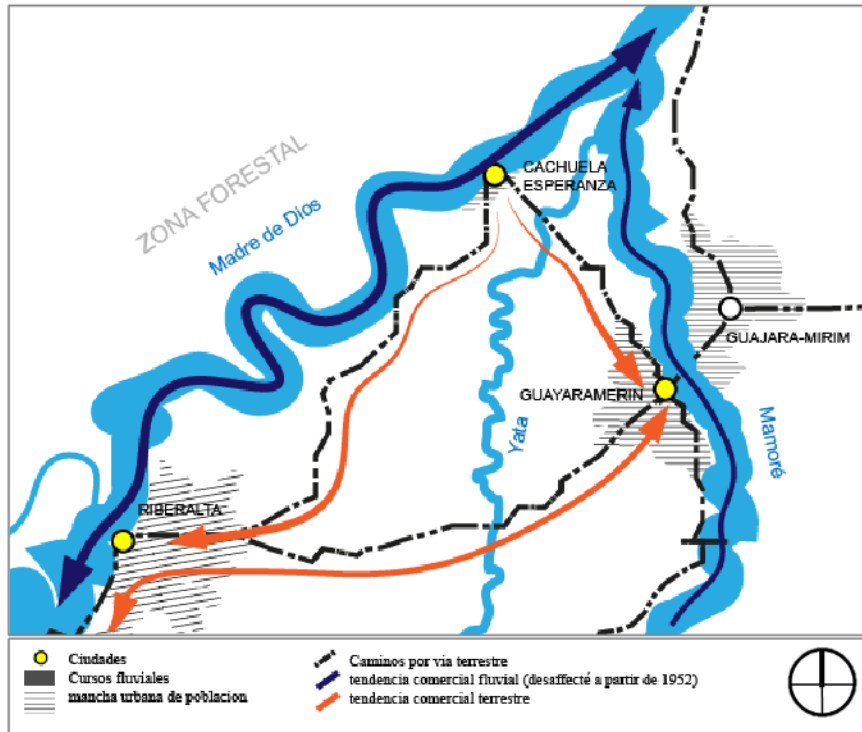 CACHUELA
ESPERANZA
ZONA FORESTAL
Madre de Dios
GUAJARA-MIRIM
GUAYARAMERIN
Mamoré
Yata
RIBERALTA
Ciudades
Cursos fluviales
mancha urbana de poblacion
Caminos por via terrestre
tendencia comercial fluvial (desaffecté a partir de 1952)
tendencia comercial terrestre